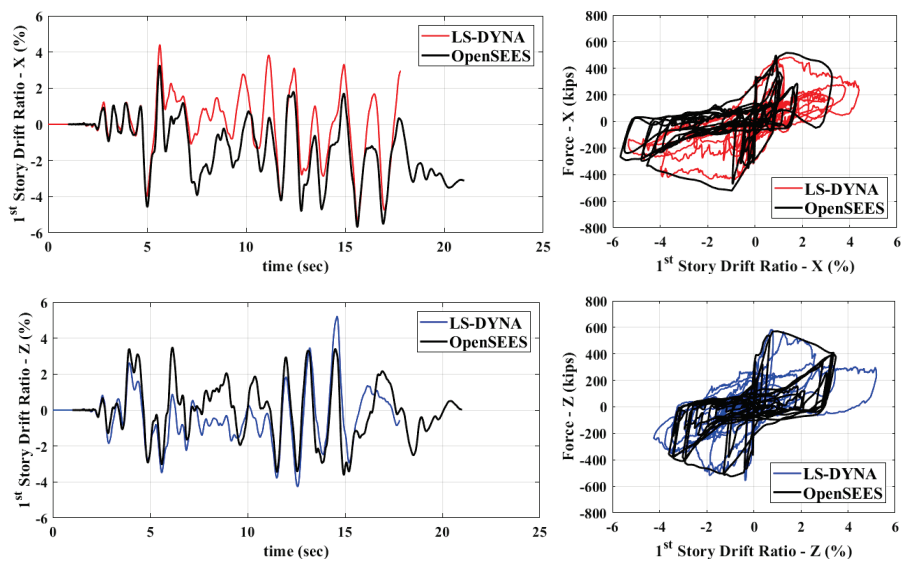 6
4
2
0
-2
-4
-6
1st Story Drift Ratio - X (%)
LS-DYNA
OpenSEES
0 5 10 15 20 25
time (sec)
800
600
400
200
0
-200
-400
-600
-800
Force - X (kips)
LS-DYNA
OpenSEES
-6 -4 -2 0 2 4 6
1st Story Drift Ratio - X (%)
6
4
2
0
-2
-4
-6
1st Story Drift Ratio - Z (%)
LS-DYNA
OpenSEES
0 5 10 15 20 25
time (sec)
800
600
400
200
0
-200
-400
-600
-800
Force - Z (kips)
LS-DYNA
OpenSEES
-6 -4 -2 0 2 4 6
1st Story Drift Ratio - Z (%)